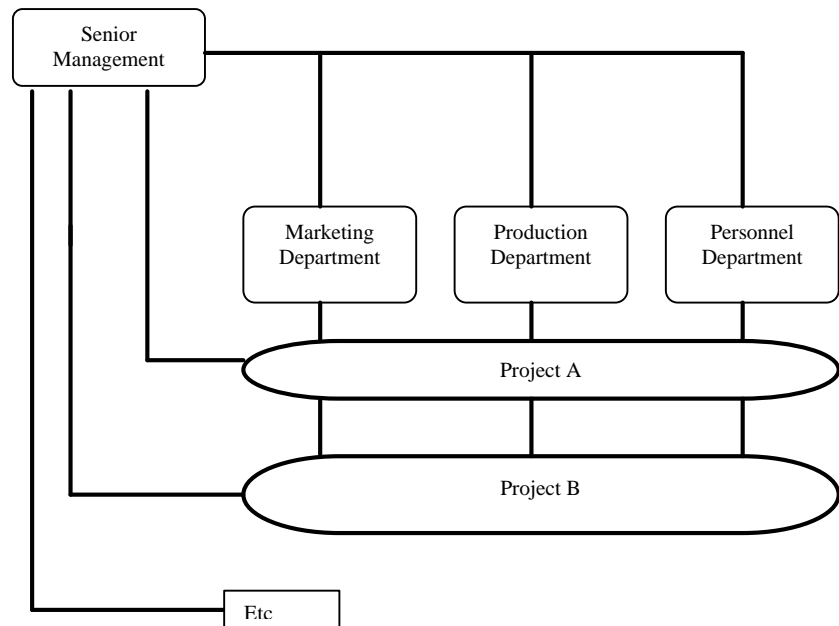 Senior
Management
Marketing
Department
Production
Department
Personnel
Department
Project A
Project B
Etc